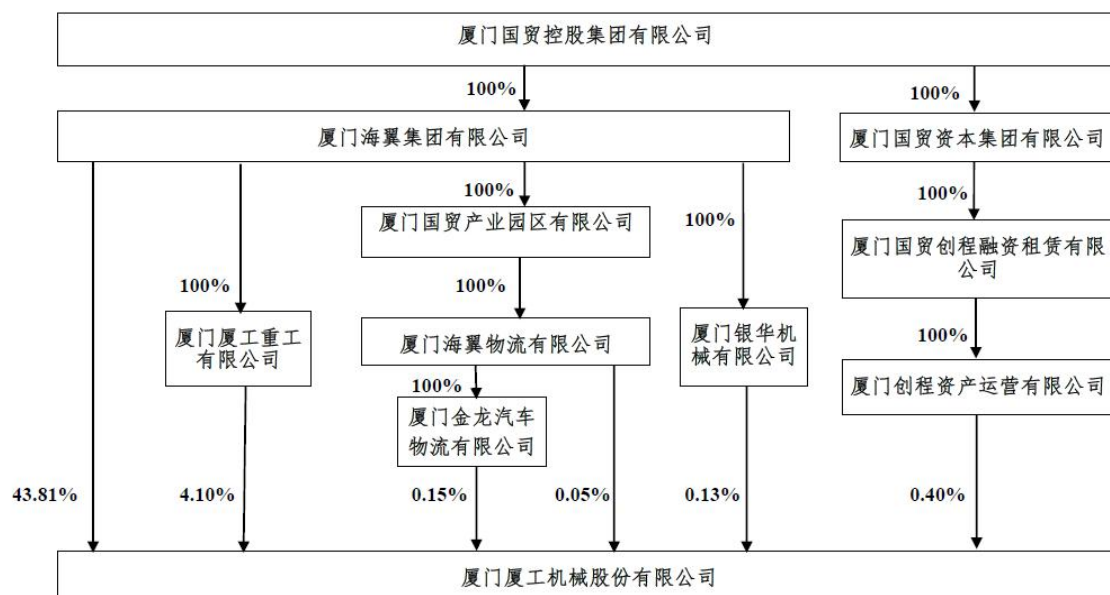 厦门国贸控股集团有限公司
100%
100%
厦门海翼集团有限公司
厦门国贸资本集团有限公司
100%
100%
厦门国贸产业园区有限公司
100%
厦门国贸创程融资租赁有限
公司
100%
100%
厦门厦工重工
有限公司
厦门海翼物流有限公司
厦门银华机
械有限公司
100%
100%
厦门创程资产运营有限公司
厦门金龙汽车
物流有限公司
43.81%
4.10%
0.15%
0.05%
0.13%
0.40%
厦门厦工机械股份有限公司